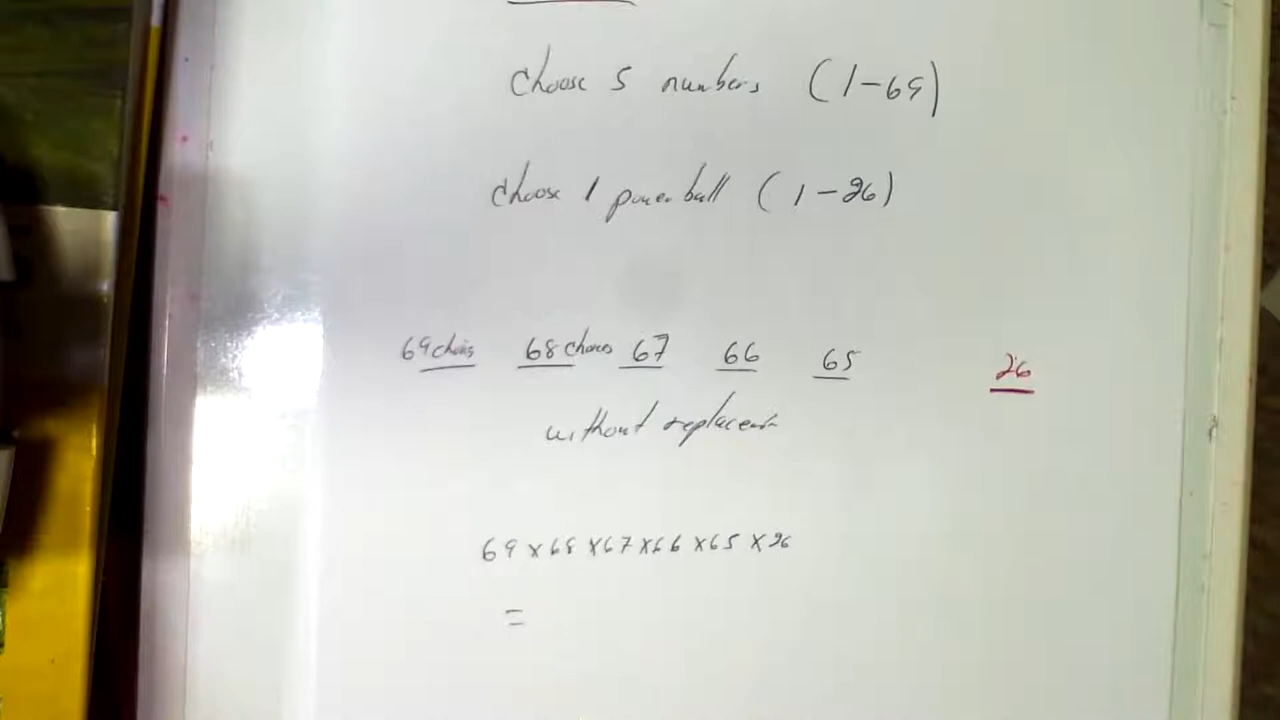 Choose 5 numbers (1-69)
Choose 1 powerball (1-26)
69 choices 68 choices 67 66 65 26
without replacement
69 x 68 x 67 x 66 x 65 x 26
=